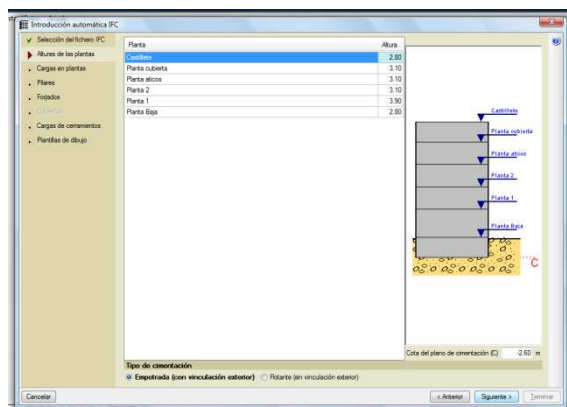 Introducción automática IFC
Selección del fichero IFC
Alturas de las plantas
Cargas en plantas
Pilares
Forjados
Cargas de cerramientos
Plantillas de dibujo
Planta Altura
Castillete 2.80
Planta cubierta 3.10
Planta aticos 3.10
Planta 2 3.10
Planta 1 3.90
Planta Baja 2.80
Castillete
Planta cubierta
Planta aticos
Planta 2
Planta 1
Planta Baja
C
Cota del plano de cimentación (C) -2.60 m
Tipo de cimentación
Empotrada (con vinculación exterior) Flotante (sin vinculación exterior)
Cancelar < Anterior Siguiente > Terminar